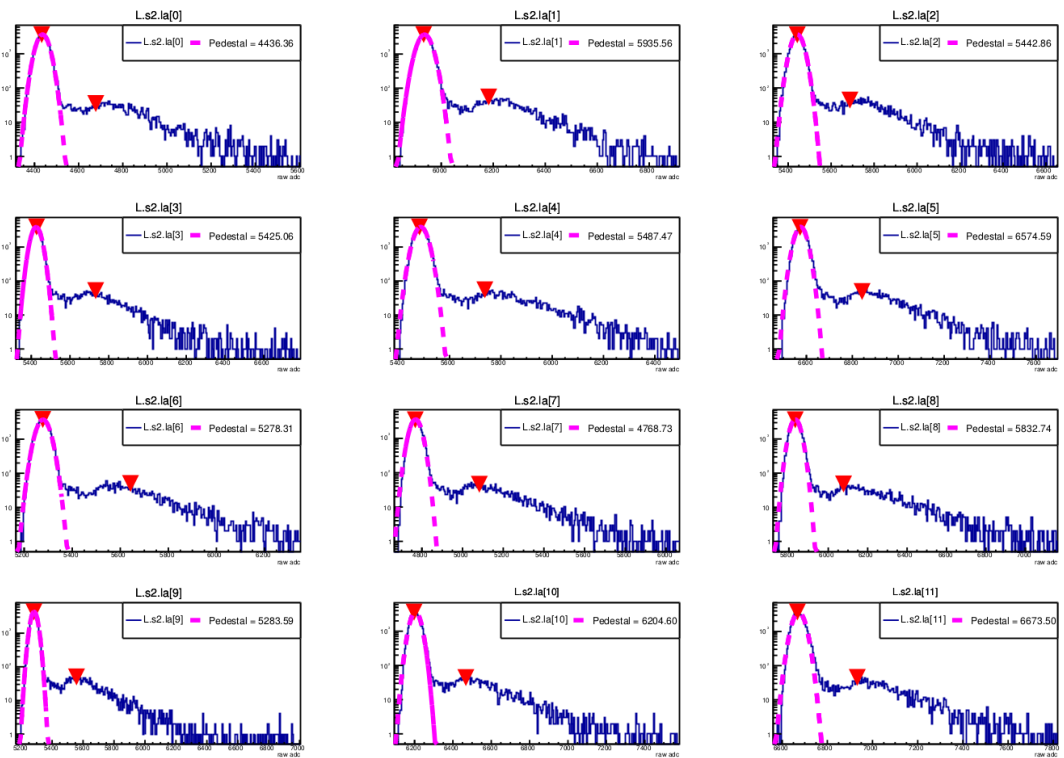 L.s2.la[0]
L.s2.la[0] Pedestal = 4436.36
4400 4600 4800 5000 5200 5400 5600
raw adc
L.s2.la[1]
L.s2.la[1] Pedestal = 5935.56
6000 6200 6400 6600 6800
raw adc
L.s2.la[2]
L.s2.la[2] Pedestal = 5442.86
5400 5600 5800 6000 6200 6400 6600
raw adc
L.s2.la[3]
L.s2.la[3] Pedestal = 5425.06
5400 5600 5800 6000 6200 6400 6600
raw adc
L.s2.la[4]
L.s2.la[4] Pedestal = 5487.47
5400 5600 5800 6000 6200 6400
raw adc
L.s2.la[5]
L.s2.la[5] Pedestal = 6574.59
6600 6800 7000 7200 7400 7600
raw adc
L.s2.la[6]
L.s2.la[6] Pedestal = 5278.31
5200 5400 5600 5800 6000 6200
raw adc
L.s2.la[7]
L.s2.la[7] Pedestal = 4768.73
4800 5000 5200 5400 5600 5800 6000
raw adc
L.s2.la[8]
L.s2.la[8] Pedestal = 5832.74
5800 6000 6200 6400 6600 6800 7000
raw adc
L.s2.la[9]
L.s2.la[9] Pedestal = 5283.59
5200 5400 5600 5800 6000 6200 6400 6600 6800 7000
raw adc
L.s2.la[10]
L.s2.la[10] Pedestal = 6204.60
6200 6400 6600 6800 7000 7200 7400
raw adc
L.s2.la[11]
L.s2.la[11] Pedestal = 6673.50
6600 6800 7000 7200 7400 7600 7800
raw adc